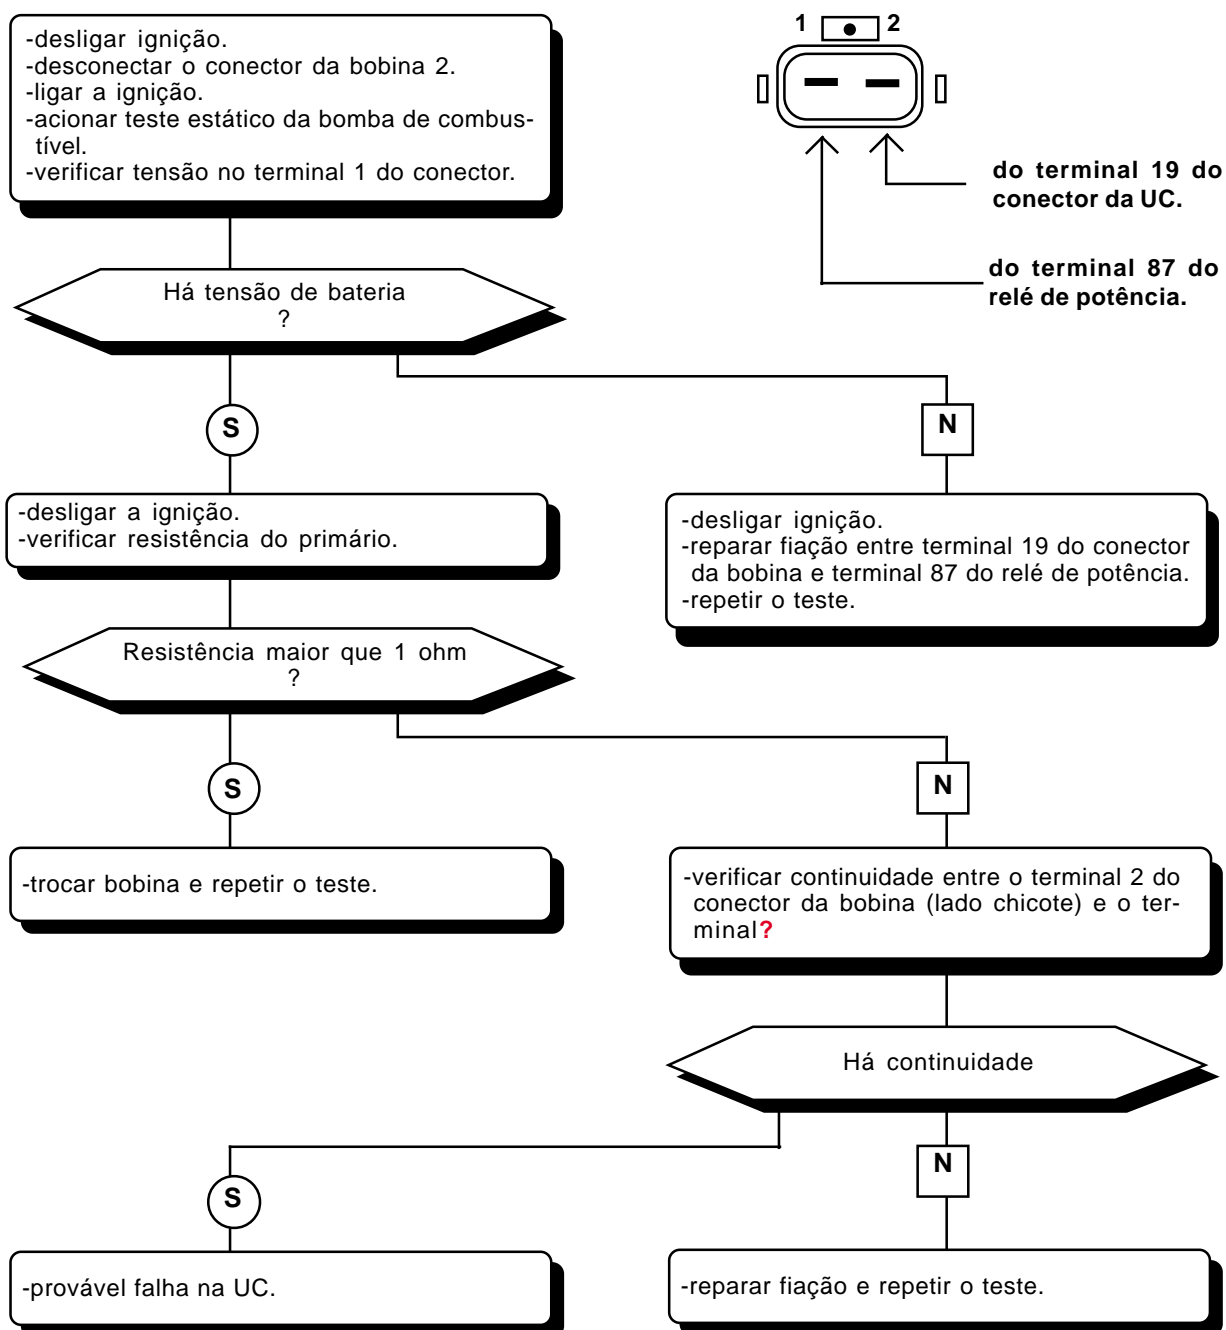 -desligar ignição.
-desconectar o conector da bobina 2.
-ligar a ignição.
-acionar teste estático da bomba de combus-
tível.
-verificar tensão no terminal 1 do conector.
1 2
do terminal 19 do
conector da UC.
do terminal 87 do
relé de potência.
Há tensão de bateria
?
S
N
-desligar a ignição.
-verificar resistência do primário.
-desligar ignição.
-reparar fiação entre terminal 19 do conector
da bobina e terminal 87 do relé de potência.
-repetir o teste.
Resistência maior que 1 ohm
?
S
N
-trocar bobina e repetir o teste.
-verificar continuidade entre o terminal 2 do
conector da bobina (lado chicote) e o ter-
minal?
Há continuidade
S
N
-provável falha na UC.
-reparar fiação e repetir o teste.